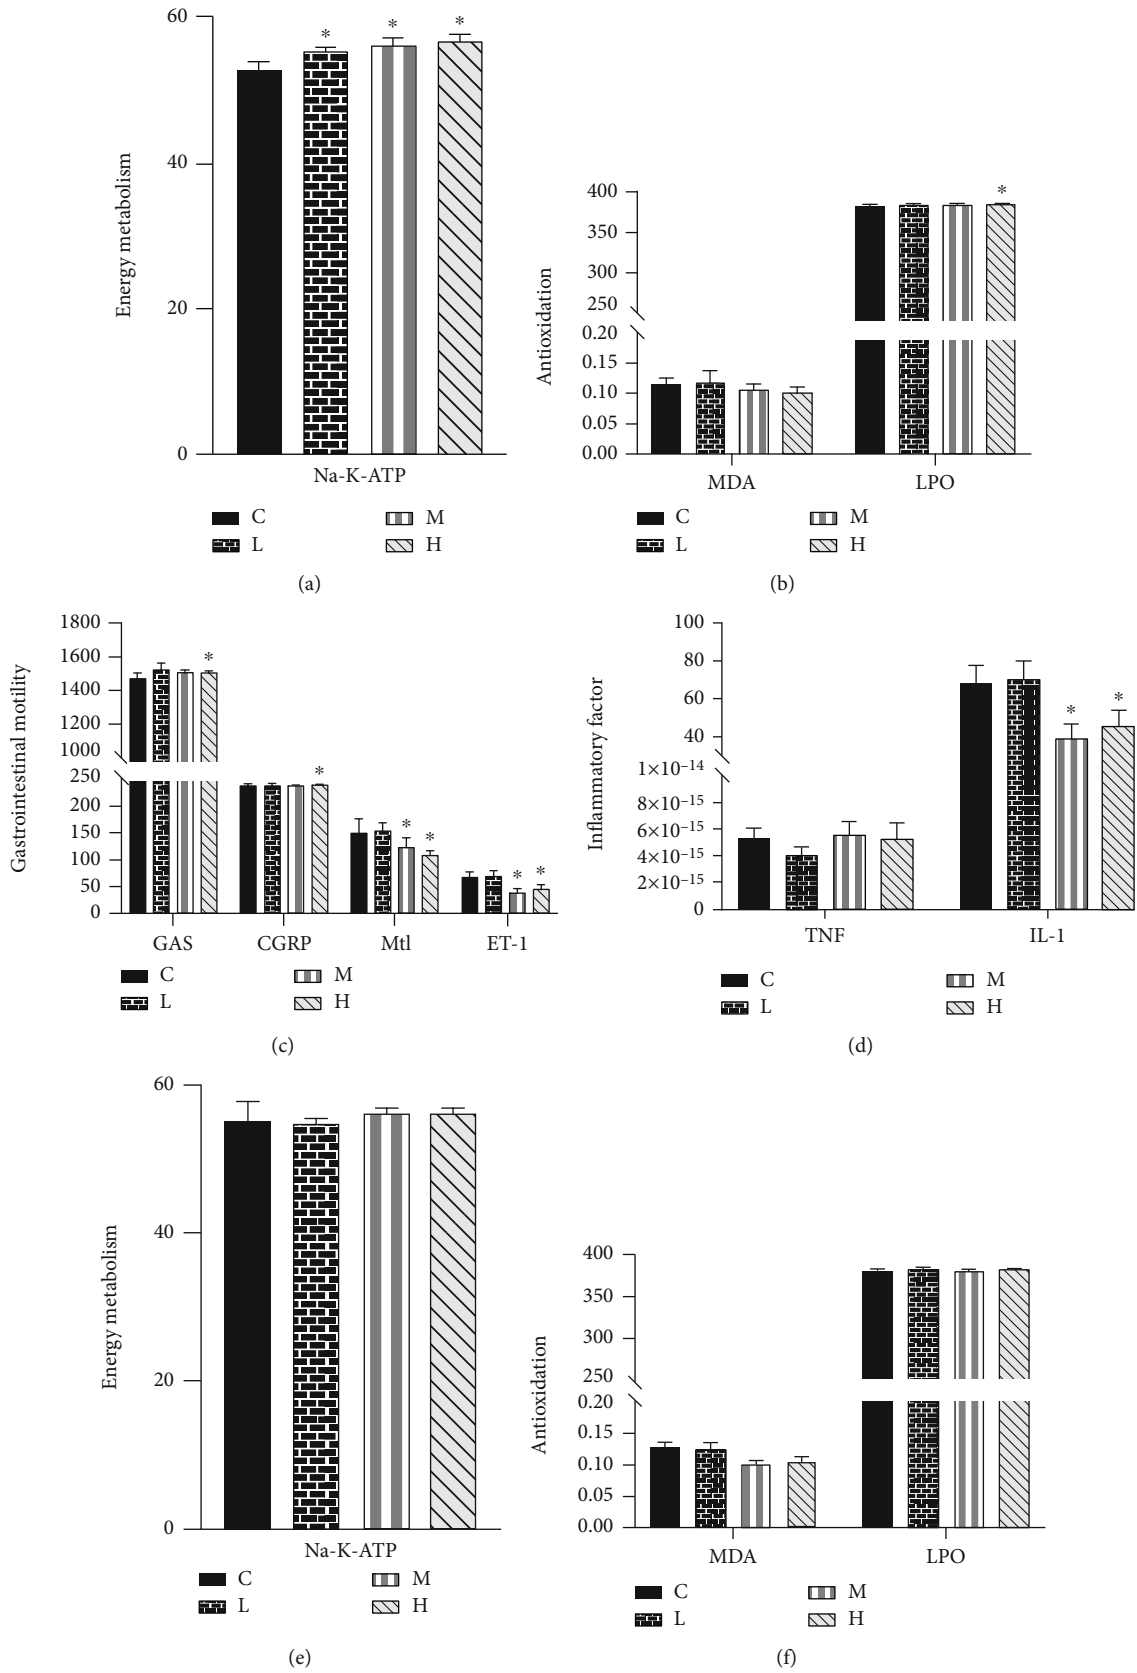 60
40
20
0
Energy metabolism
* * *
Na-K-ATP
C M
L H
(a)
400
350
300
250
0.20
0.15
0.10
0.05
0.00
Antioxidation
*
MDA LPO
C M
L H
(b)
1800
1600
1400
1200
1000
250
200
150
100
50
0
Gastrointestinal motility
* * * * * *
GAS CGRP Mtl ET-1
C M
L H
(c)
100
80
60
40
1×10⁻¹⁴
8×10⁻¹⁵
6×10⁻¹⁵
4×10⁻¹⁵
2×10⁻¹⁵
0
Inflammatory factor
* *
TNF IL-1
C M
L H
(d)
60
40
20
0
Energy metabolism
Na-K-ATP
C M
L H
(e)
400
350
300
250
0.20
0.15
0.10
0.05
0.00
Antioxidation
MDA LPO
C M
L H
(f)